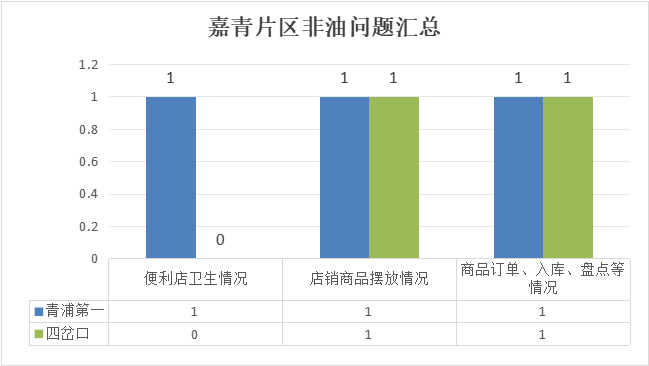 嘉青片区非油问题汇总
1.2
1
0.8
0.6
0.4
0.2
0
1
0
1
1
1
1
便利店卫生情况
店销商品摆放情况
商品订单、入库、盘点等
情况
青浦第一 1 1 1
四岔口 0 1 1